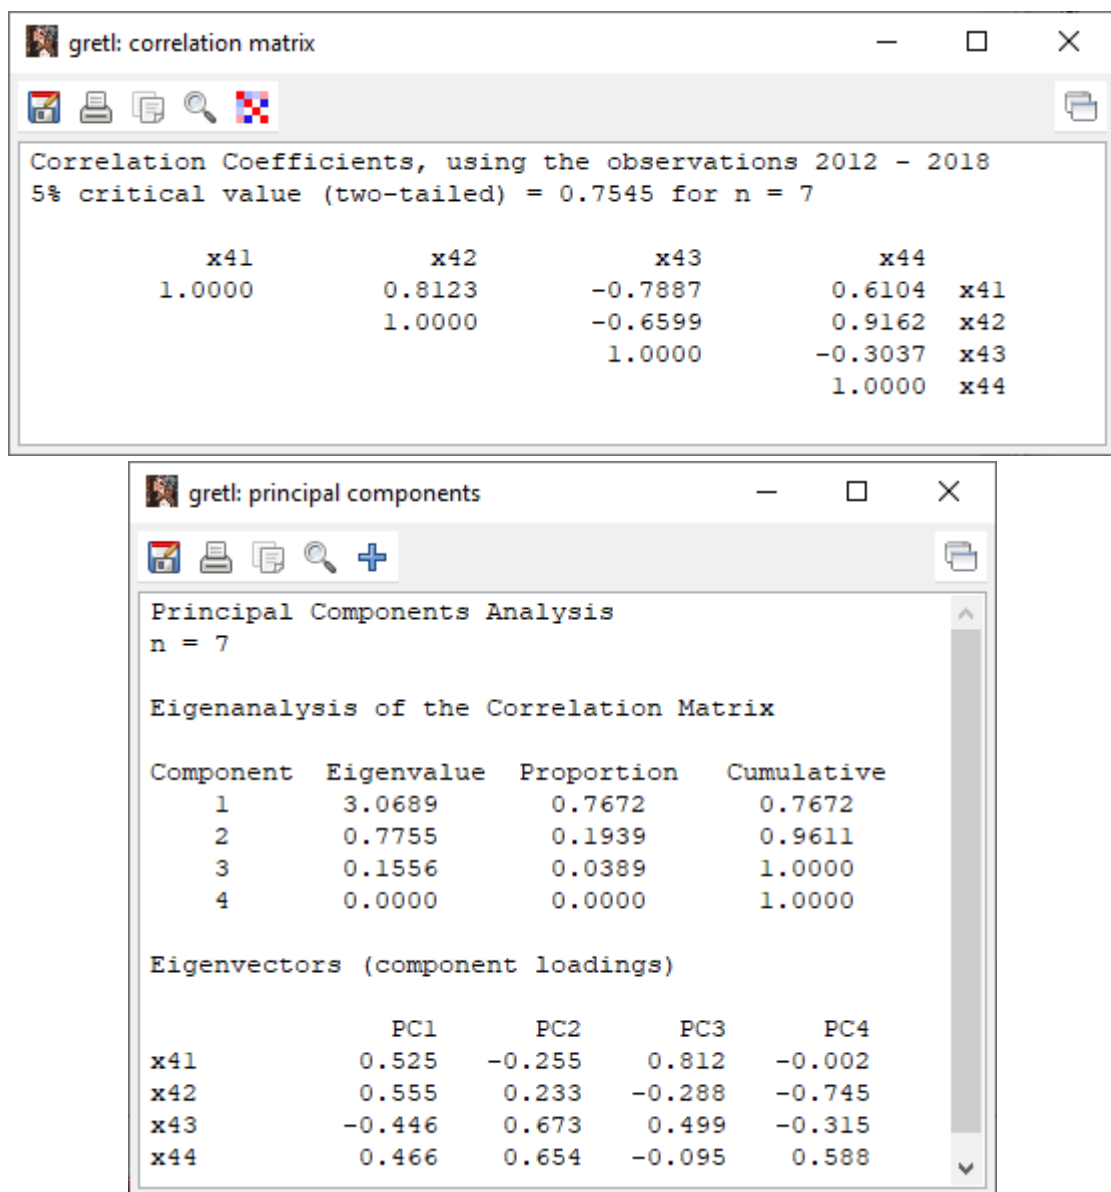 gretl: correlation matrix
Correlation Coefficients, using the observations 2012 - 2018
5% critical value (two-tailed) = 0.7545 for n = 7
x41 x42 x43 x44
1.0000 0.8123 -0.7887 0.6104 x41
1.0000 -0.6599 0.9162 x42
1.0000 -0.3037 x43
1.0000 x44
gretl: principal components
Principal Components Analysis
n = 7
Eigenanalysis of the Correlation Matrix
Component Eigenvalue Proportion Cumulative
1 3.0689 0.7672 0.7672
2 0.7755 0.1939 0.9611
3 0.1556 0.0389 1.0000
4 0.0000 0.0000 1.0000
Eigenvectors (component loadings)
PC1 PC2 PC3 PC4
x41 0.525 -0.255 0.812 -0.002
x42 0.555 0.233 -0.288 -0.745
x43 -0.446 0.673 0.499 -0.315
x44 0.466 0.654 -0.095 0.588